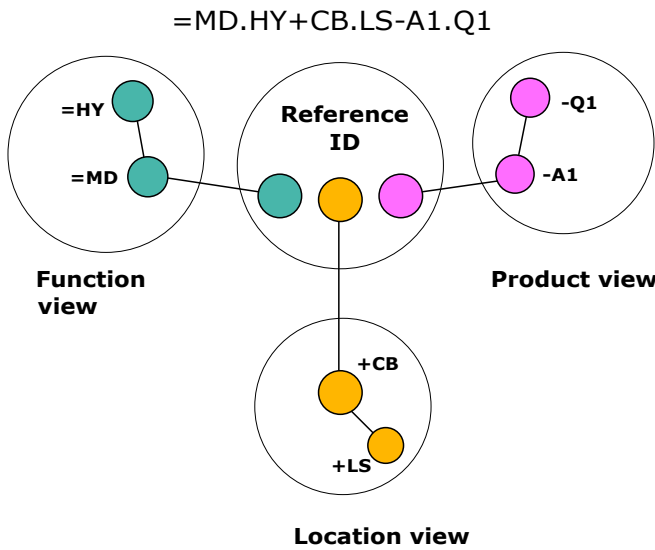 =MD.HY+CB.LS-A1.Q1
=HY
=MD
Reference
ID
-Q1
-A1
Function
view
Product view
+CB
+LS
Location view